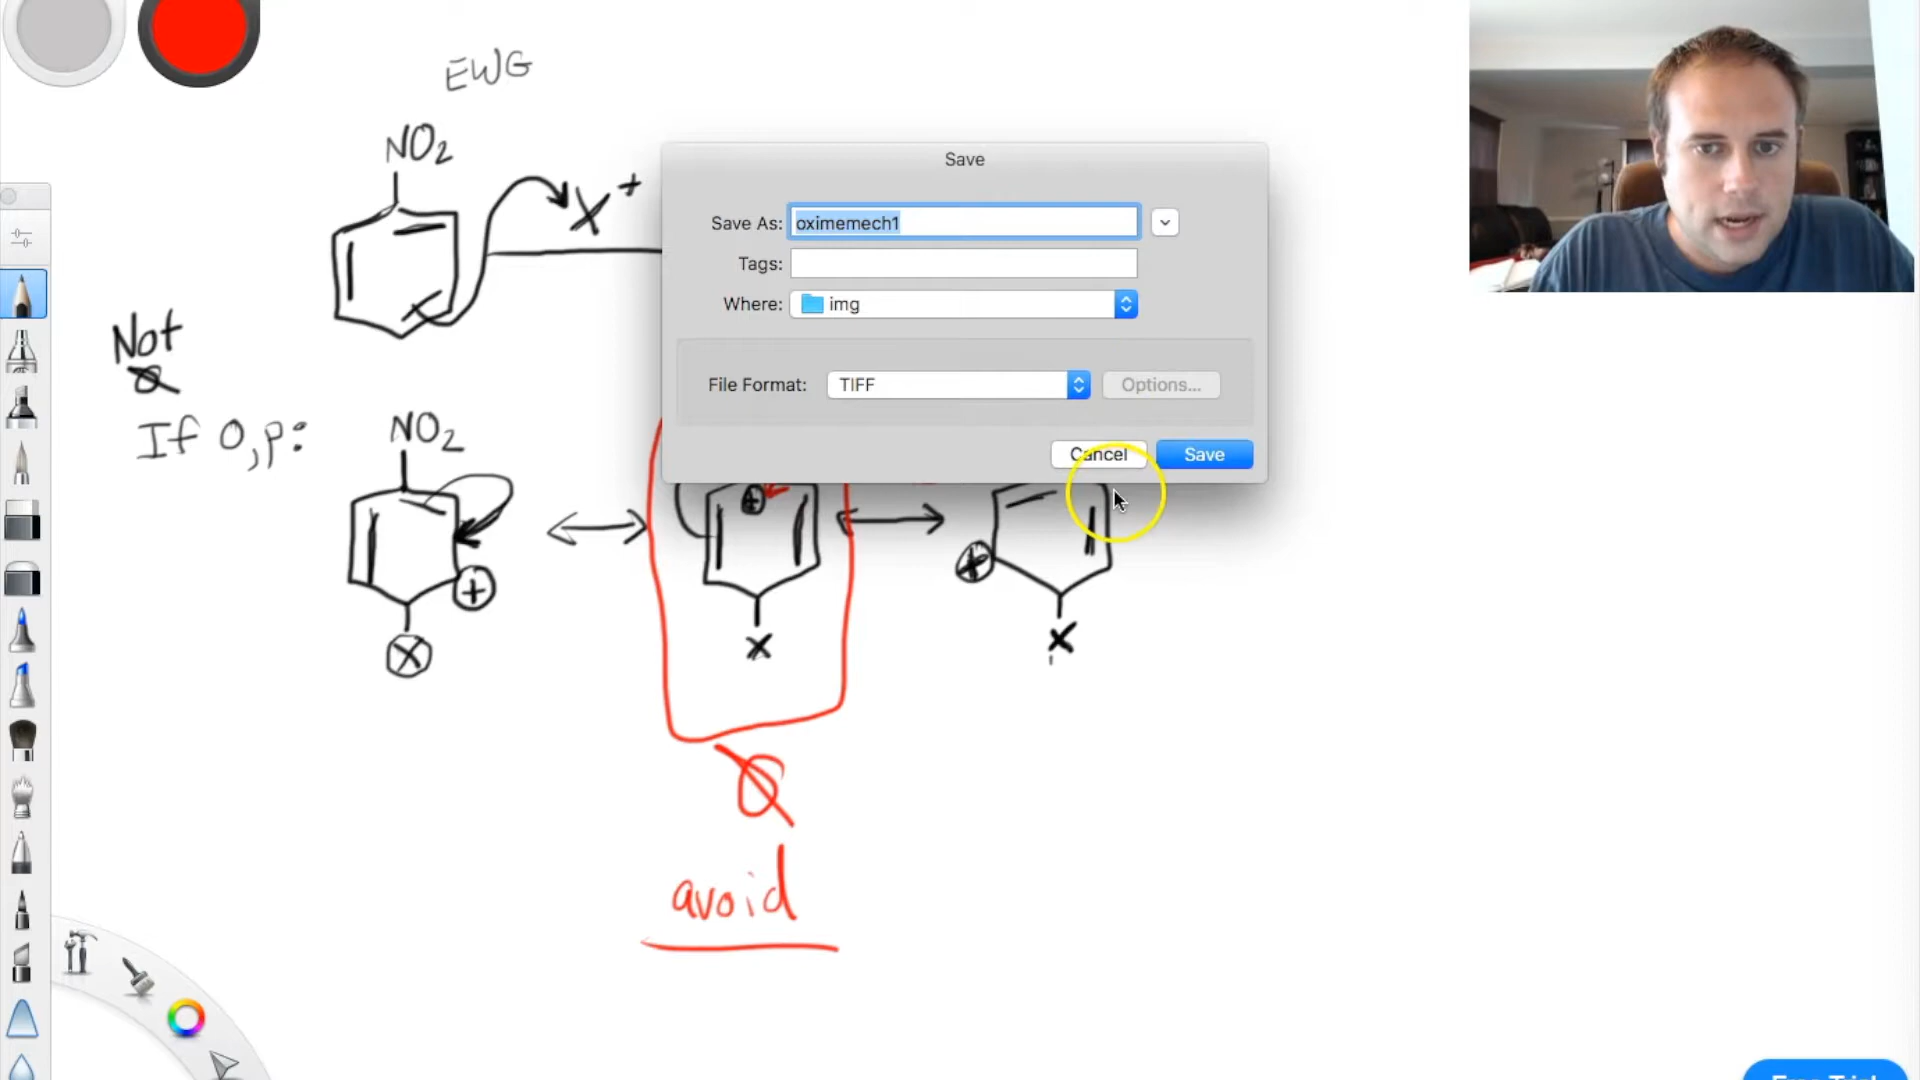 EWG
NO2
X+
Not
If O,p:
NO2
+
X
+
X
+
X
avoid
Save
Save As: oximemech1
Tags:
Where: img
File Format: TIFF Options...
Cancel Save